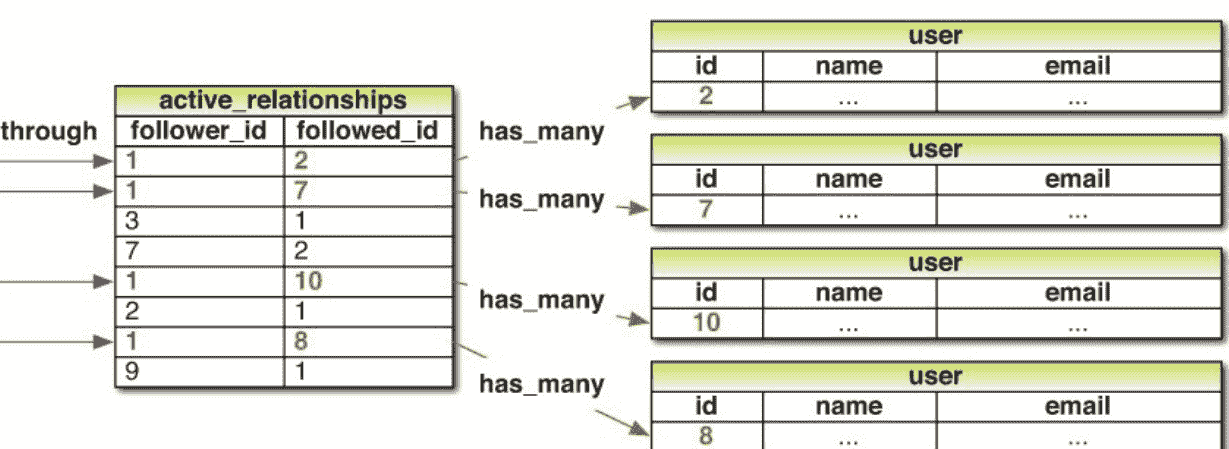 through
active_relationships
follower_id followed_id
1 2
1 7
3 1
7 2
1 10
2 1
1 8
9 1
has_many
has_many
has_many
has_many
user
id name email
2 ... ...
user
id name email
7 ... ...
user
id name email
10 ... ...
user
id name email
8 ... ...